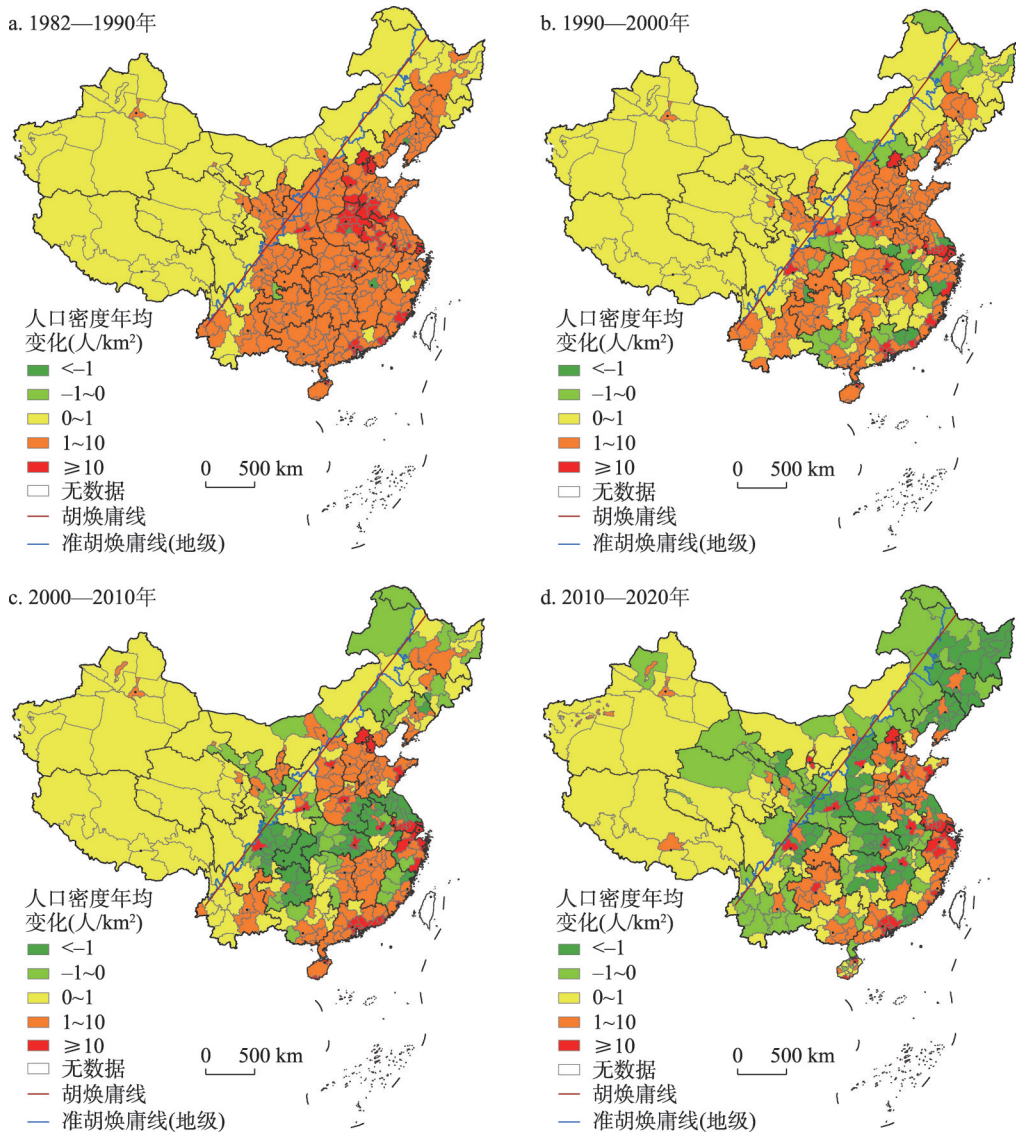 a. 1982—1990年
人口密度年均
变化(人/km²)
<–1
–1~0
0~1
1~10
≥10
无数据
胡焕庸线
准胡焕庸线(地级)
0 500 km
b. 1990—2000年
人口密度年均
变化(人/km²)
<–1
–1~0
0~1
1~10
≥10
无数据
胡焕庸线
准胡焕庸线(地级)
0 500 km
c. 2000—2010年
人口密度年均
变化(人/km²)
<–1
–1~0
0~1
1~10
≥10
无数据
胡焕庸线
准胡焕庸线(地级)
0 500 km
d. 2010—2020年
人口密度年均
变化(人/km²)
<–1
–1~0
0~1
1~10
≥10
无数据
胡焕庸线
准胡焕庸线(地级)
0 500 km